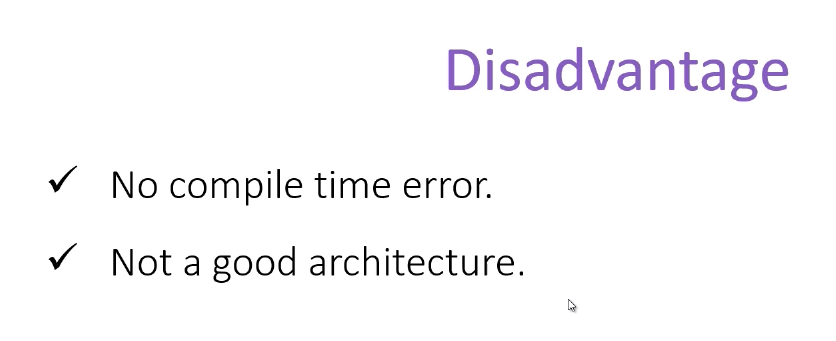 Disadvantage
✓ No compile time error.
✓ Not a good architecture.